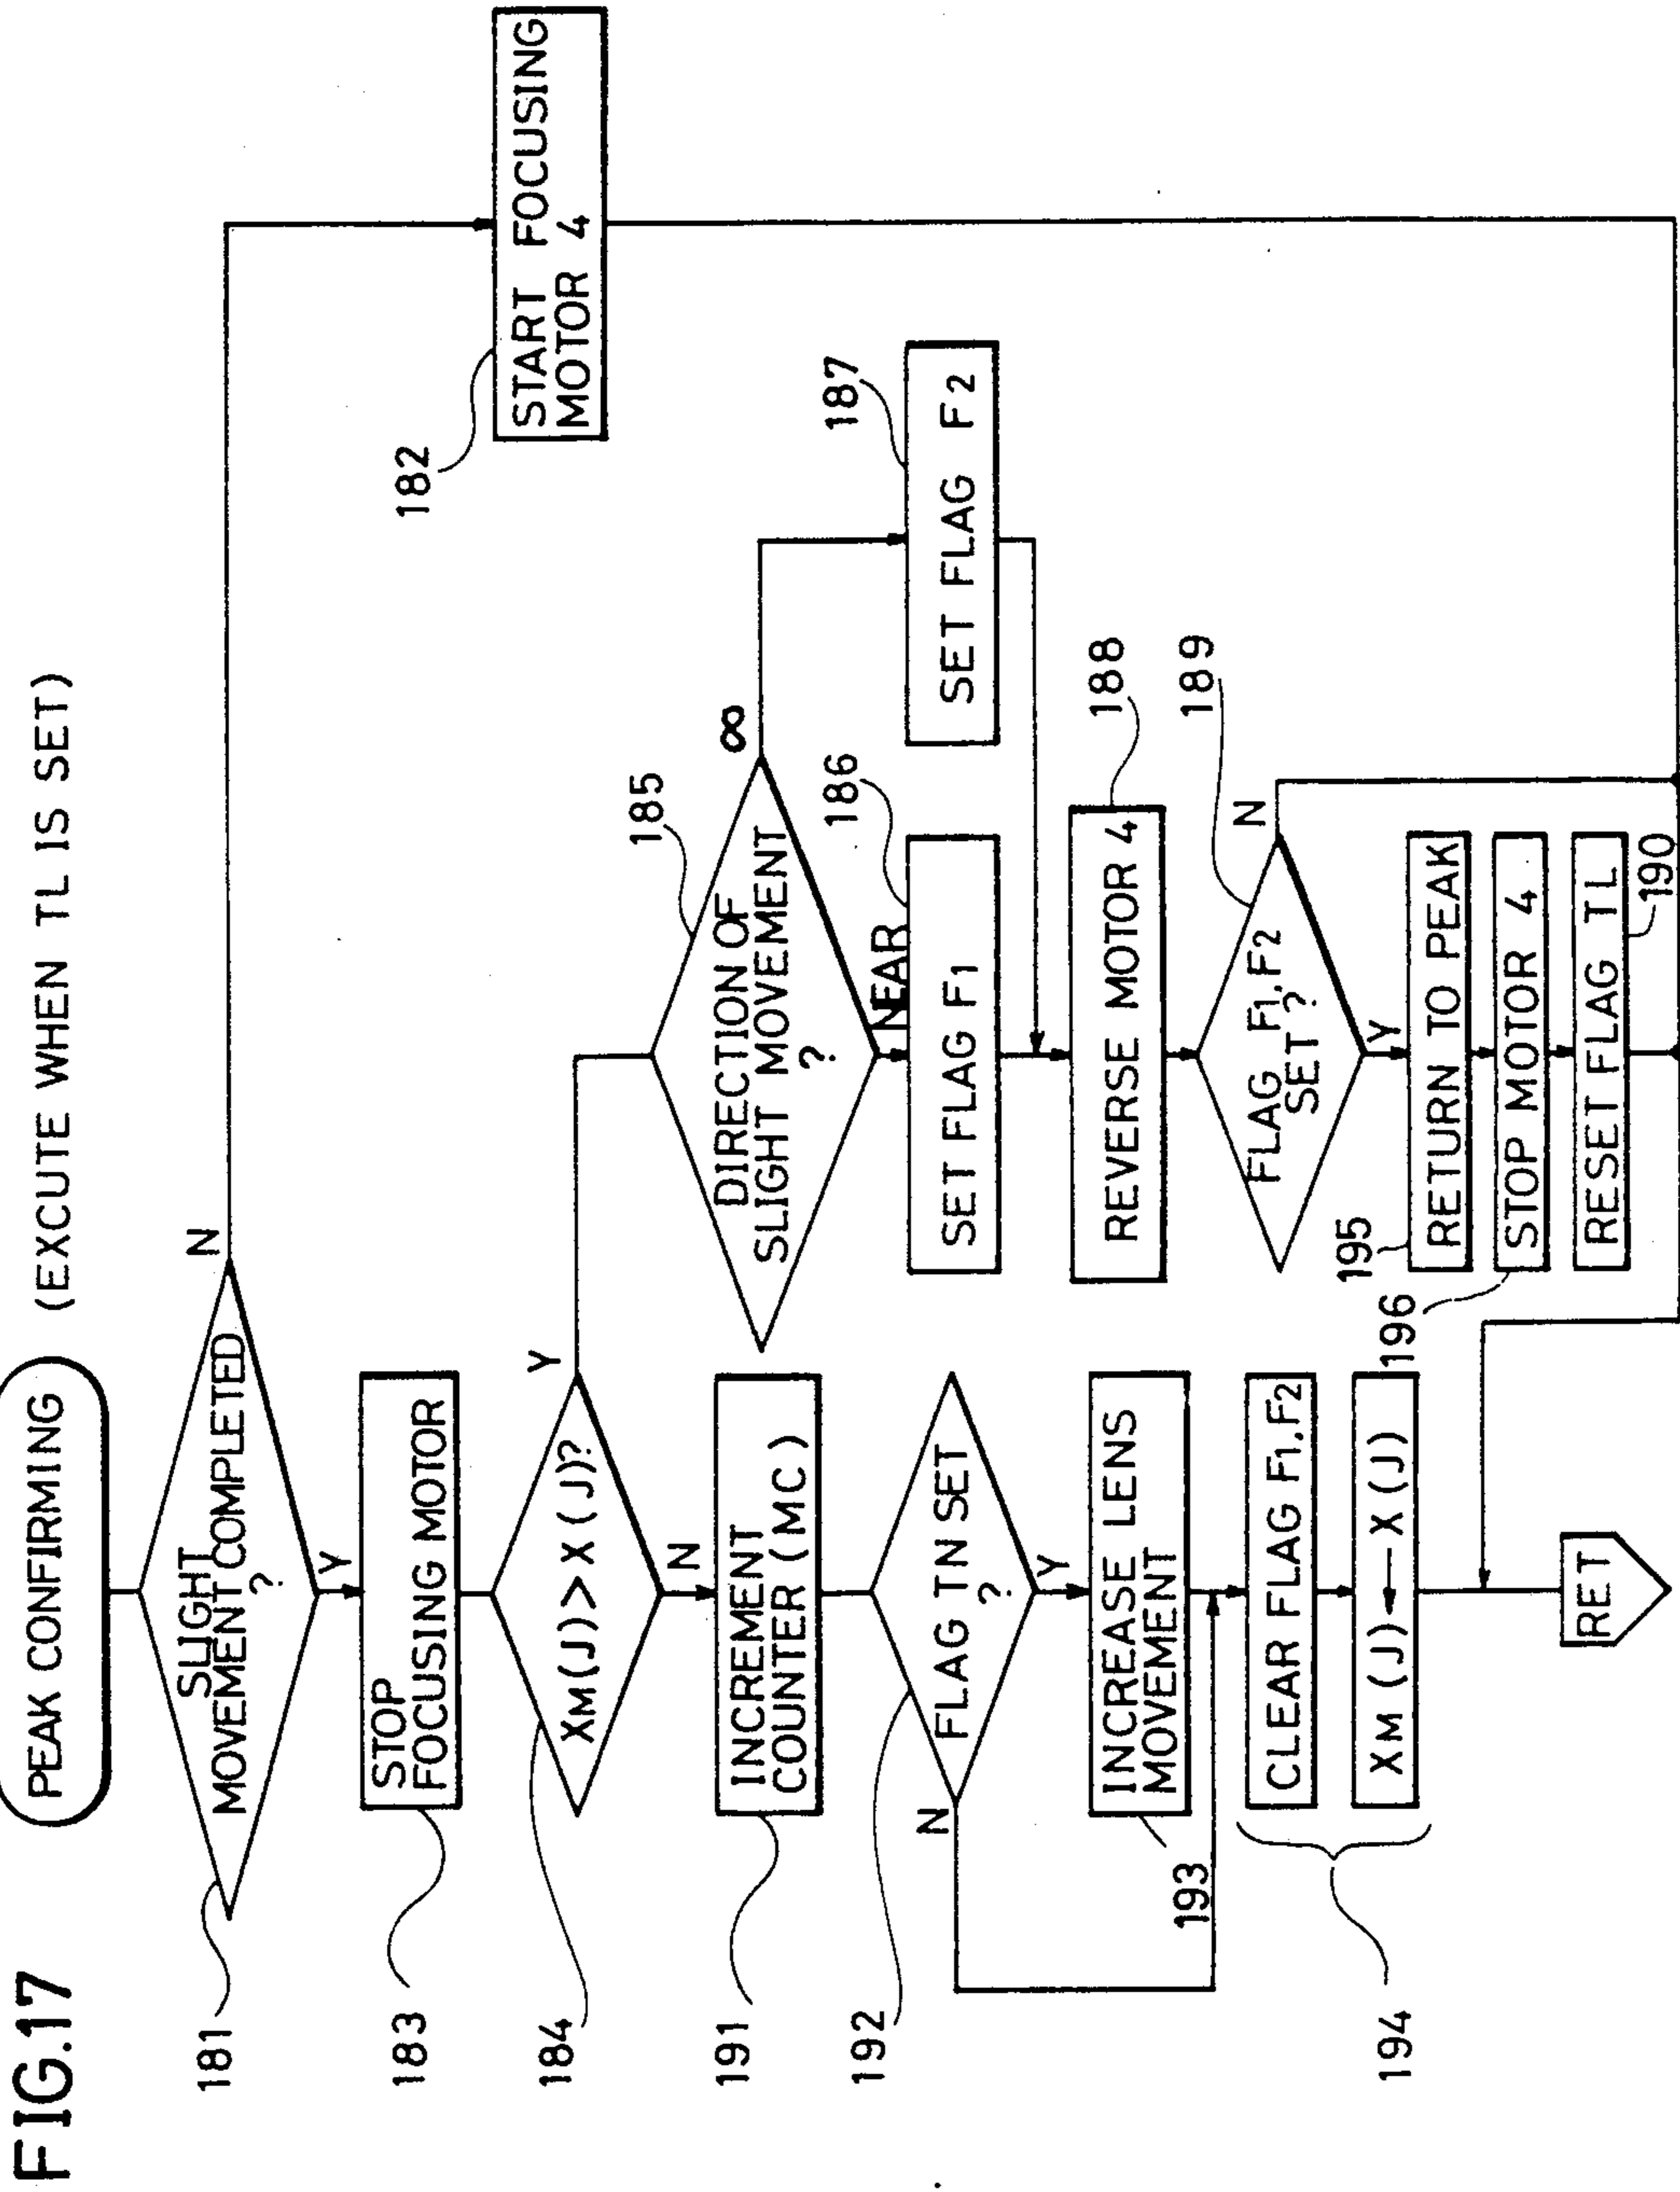 FIG.17
PEAK CONFIRMING
(EXCUTE WHEN TL IS SET)
181
SLIGHT
MOVEMENT COMPLETED
?
N
Y
182
START FOCUSING
MOTOR 4
183
STOP
FOCUSING MOTOR
184
XM(J)>X(J)?
Y
N
185
DIRECTION OF
SLIGHT MOVEMENT
?
∞
NEAR
186
SET FLAG F1
187
SET FLAG F2
188
REVERSE MOTOR 4
189
FLAG F1,F2
SET ?
N
Y
195
RETURN TO PEAK
196
STOP MOTOR 4
RESET FLAG TL
190
191
INCREMENT
COUNTER (MC)
192
FLAG TN SET
?
N
Y
193
INCREASE LENS
MOVEMENT
194
CLEAR FLAG F1,F2
XM(J)←X(J)
RET